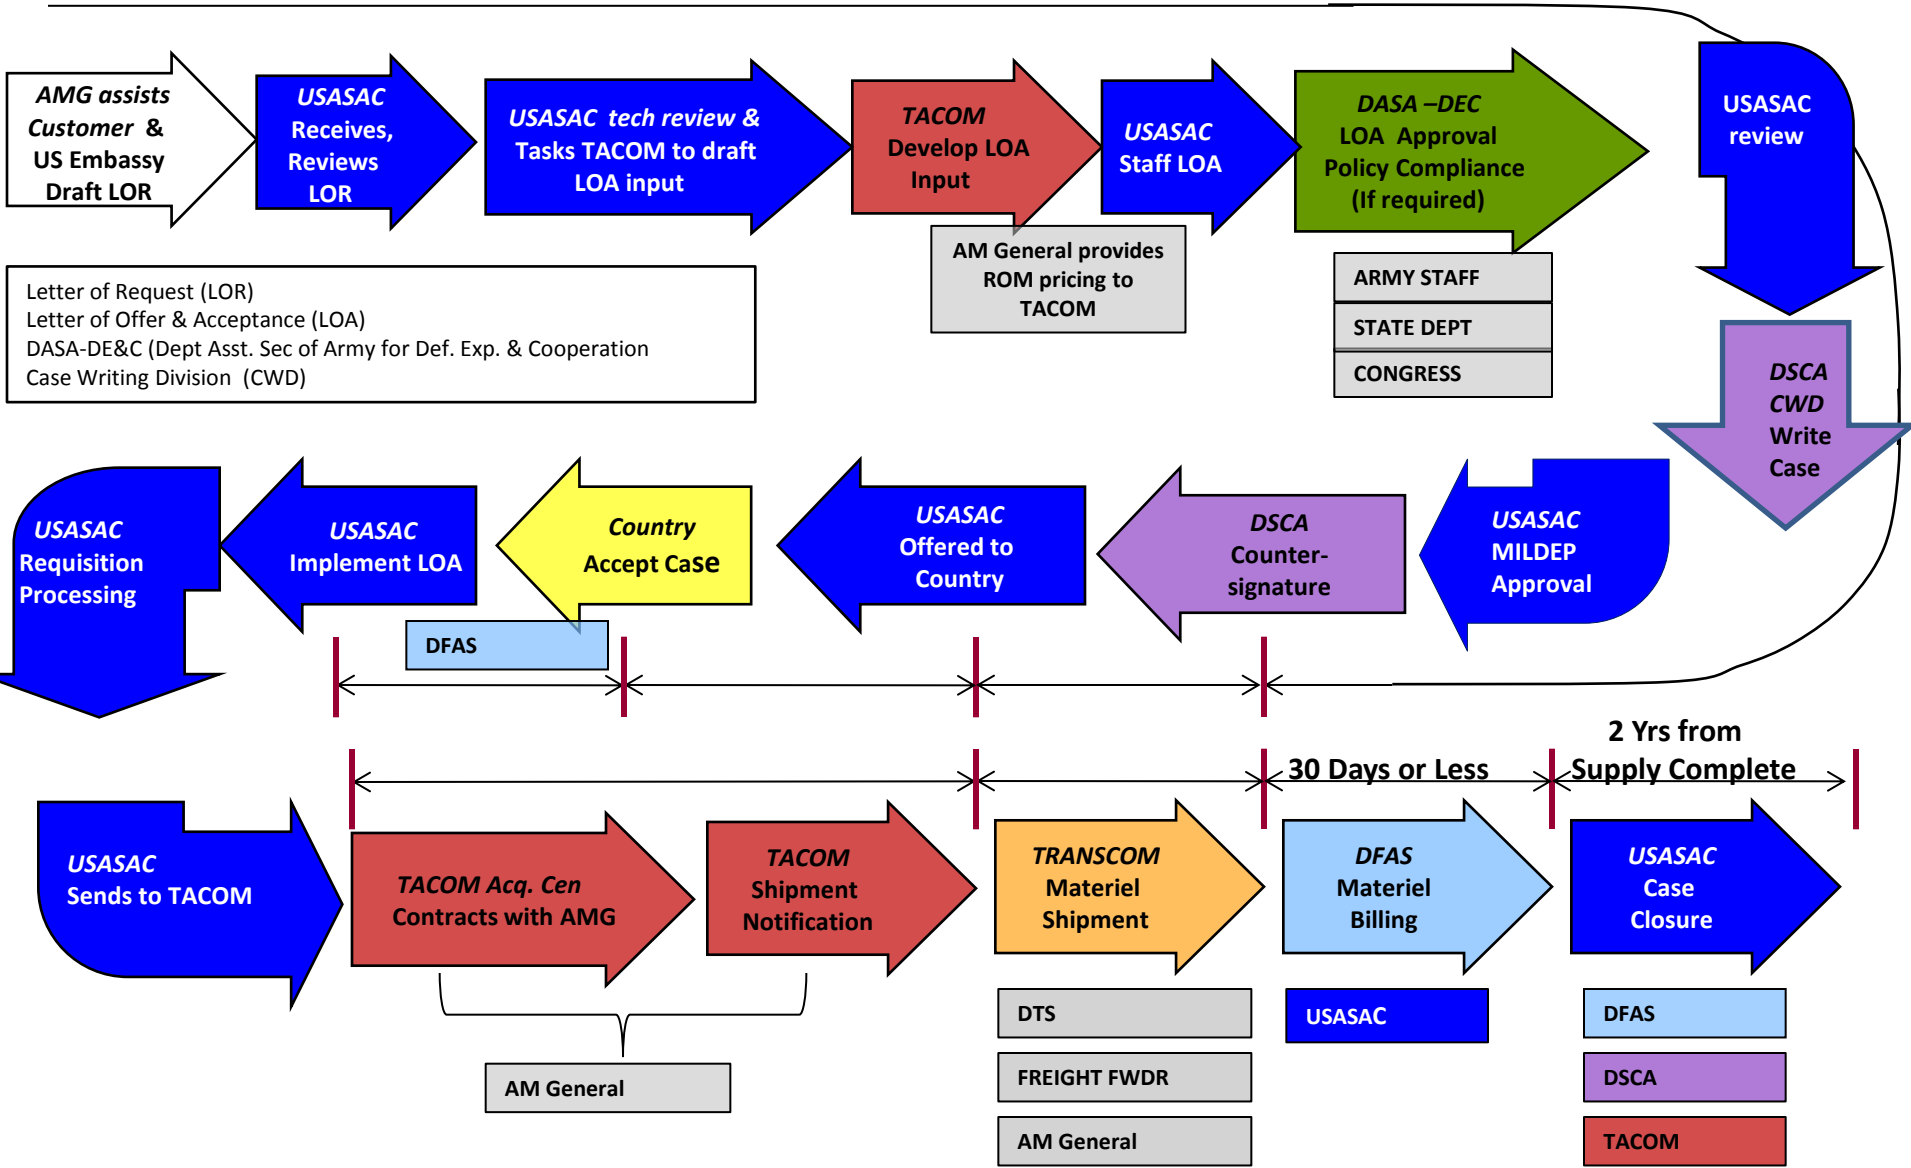 AMG assists
Customer &
US Embassy
Draft LOR
USASAC
Receives,
Reviews
LOR
USASAC tech review &
Tasks TACOM to draft
LOA input
TACOM
Develop LOA
Input
USASAC
Staff LOA
DASA –DEC
LOA Approval
Policy Compliance
(If required)
USASAC
review
AM General provides
ROM pricing to
TACOM
ARMY STAFF
STATE DEPT
CONGRESS
Letter of Request (LOR)
Letter of Offer & Acceptance (LOA)
DASA-DE&C (Dept Asst. Sec of Army for Def. Exp. & Cooperation
Case Writing Division (CWD)
DSCA
CWD
Write
Case
USASAC
MILDEP
Approval
DSCA
Counter-
signature
USASAC
Offered to
Country
Country
Accept Case
DFAS
USASAC
Implement LOA
USASAC
Requisition
Processing
30 Days or Less
2 Yrs from
Supply Complete
USASAC
Sends to TACOM
TACOM Acq. Cen
Contracts with AMG
TACOM
Shipment
Notification
TRANSCOM
Materiel
Shipment
DFAS
Materiel
Billing
USASAC
Case
Closure
AM General
DTS
FREIGHT FWDR
AM General
USASAC
DFAS
DSCA
TACOM